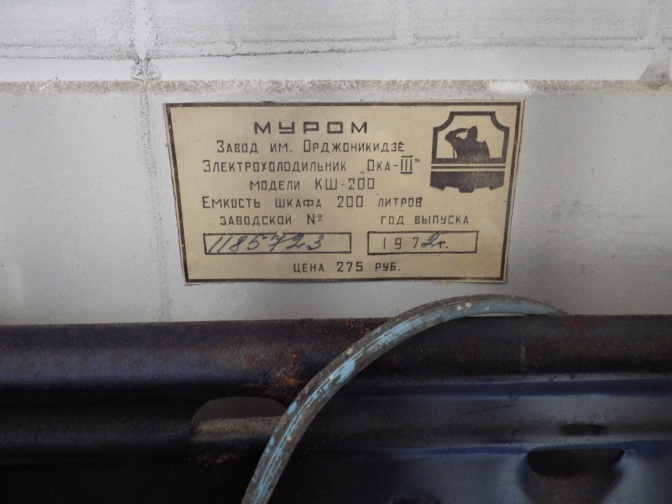 МУРОМ
ЗАВОД ИМ. ОРДЖОНИКИДЗЕ
ЭЛЕКТРОХОЛОДИЛЬНИК „ОКА-III"
МОДЕЛИ КШ-200
ЕМКОСТЬ ШКАФА 200 ЛИТРОВ
ЗАВОДСКОЙ № ГОД ВЫПУСКА
1185723 1972г.
ЦЕНА 275 РУБ.